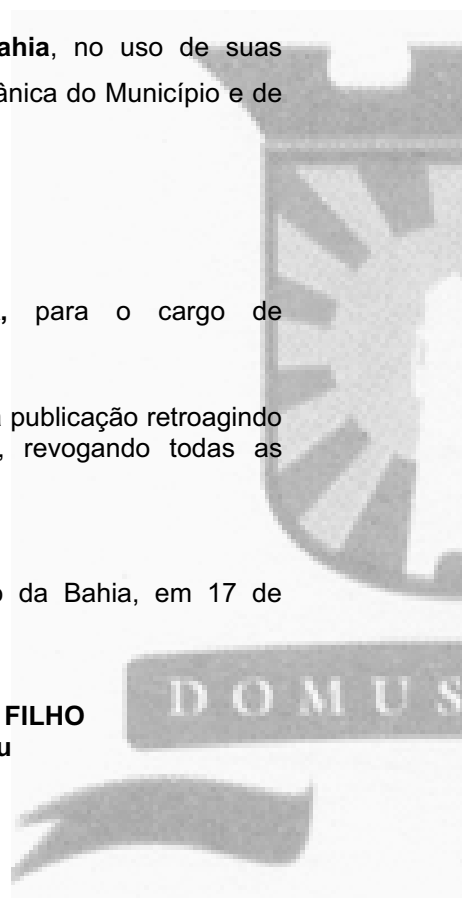 ahia, no uso de suas
ânica do Município e de
, para o cargo de
publicação retroagindo
, revogando todas as
da Bahia, em 17 de
FILHO
u
DOMUS